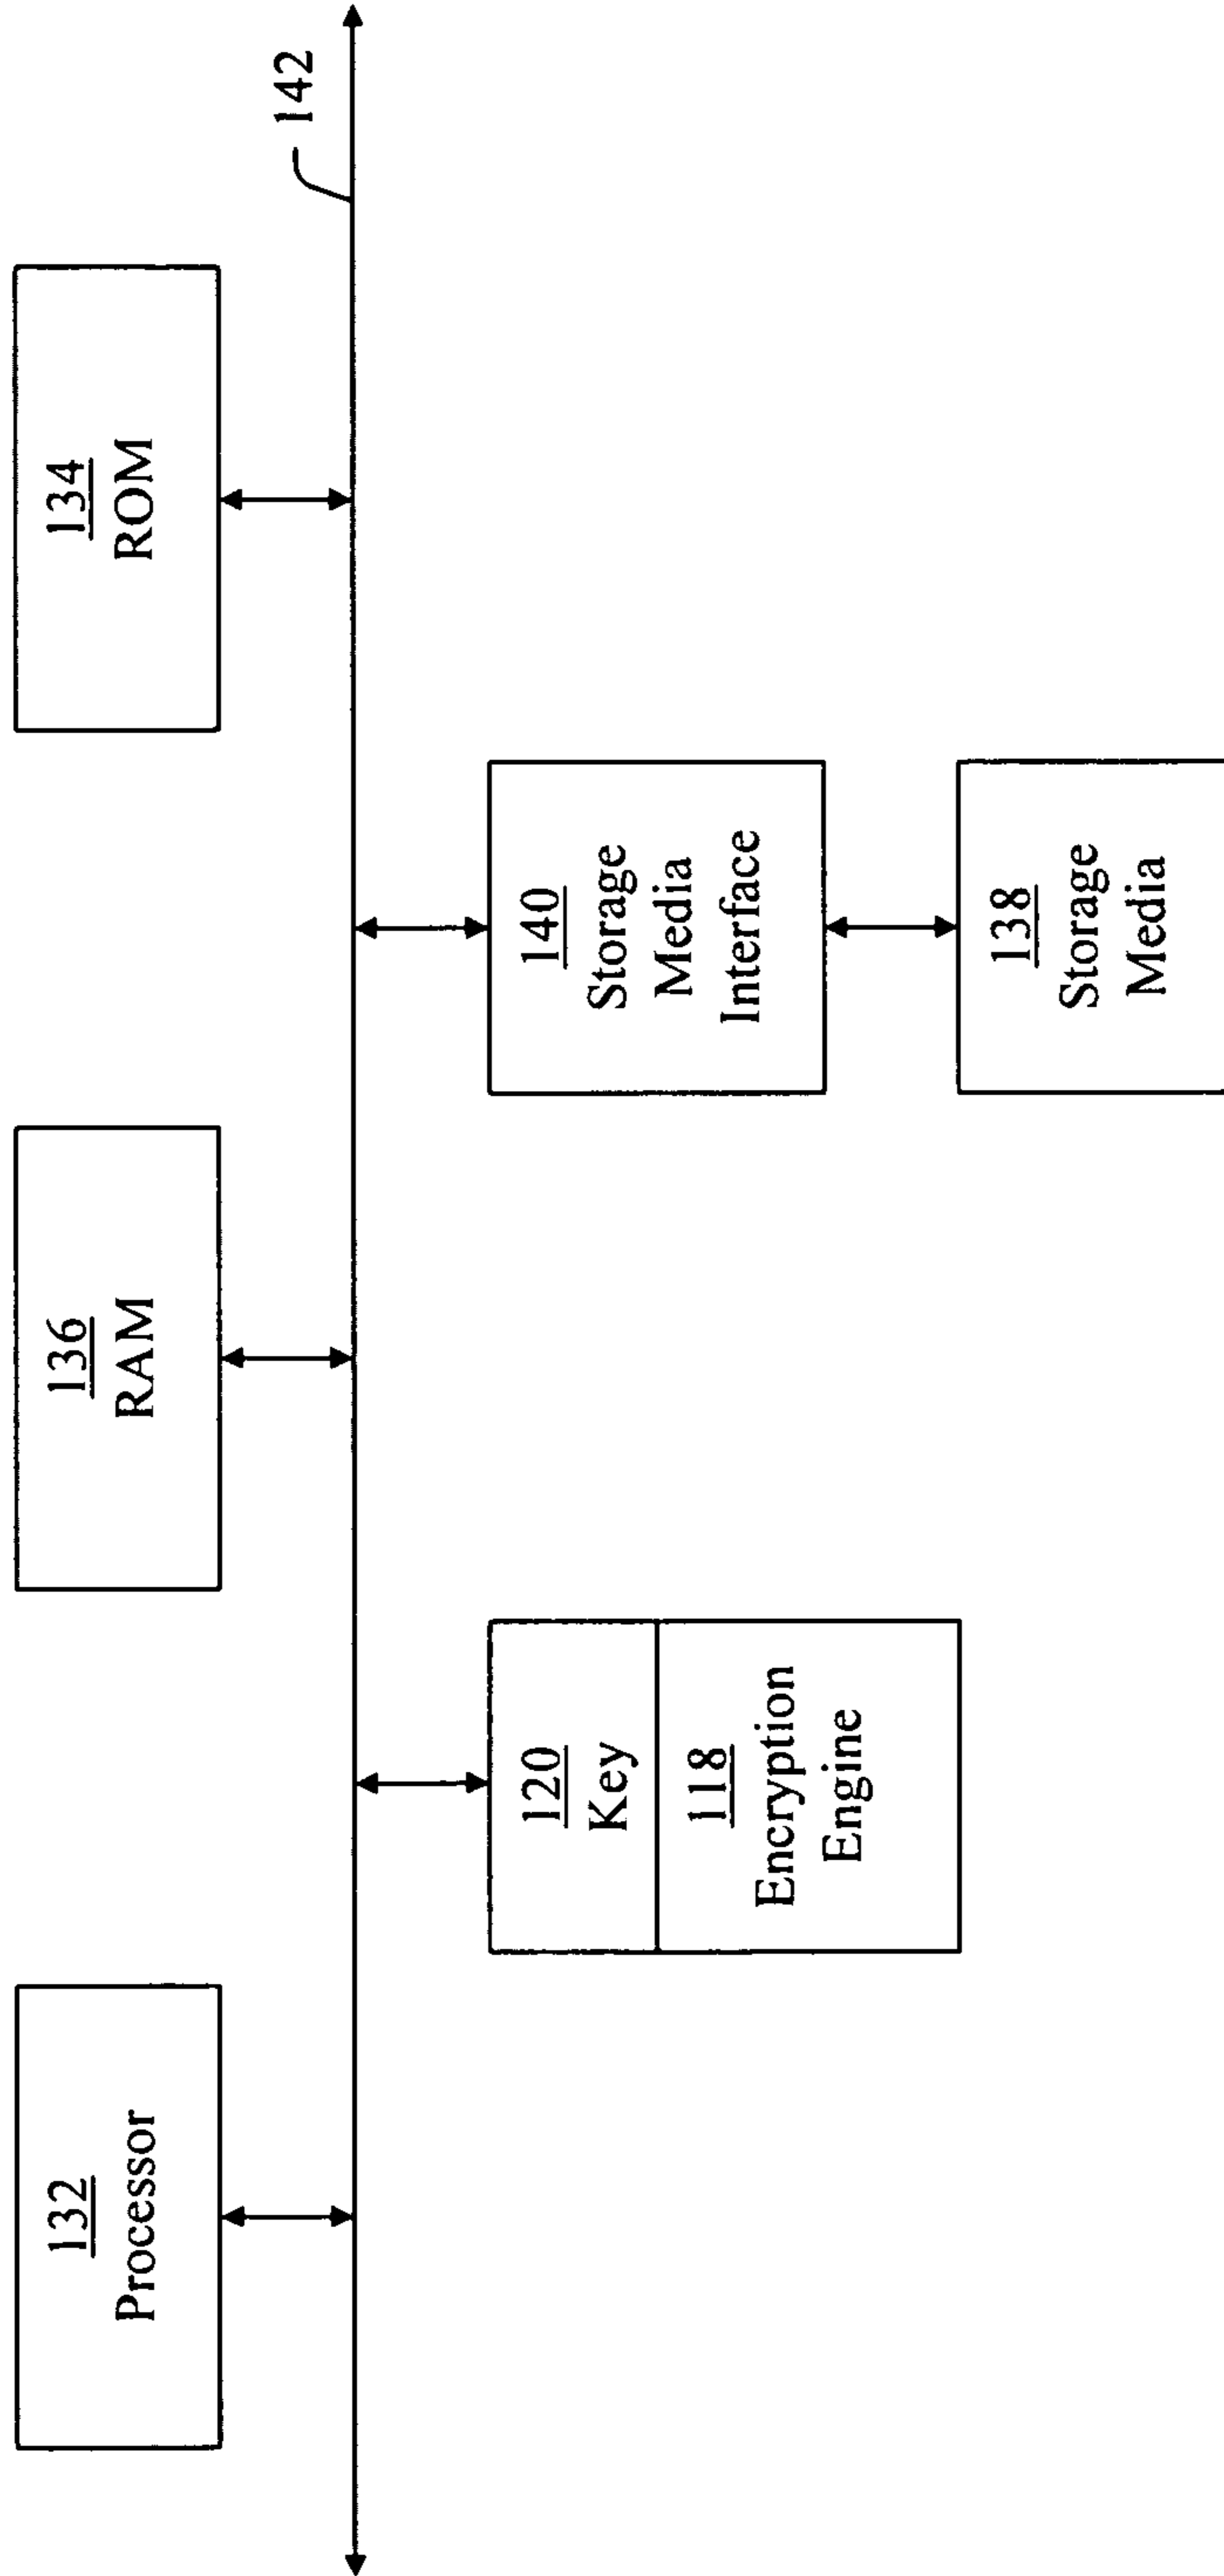 132
Processor
136
RAM
134
ROM
142
120
Key
118
Encryption
Engine
140
Storage
Media
Interface
138
Storage
Media